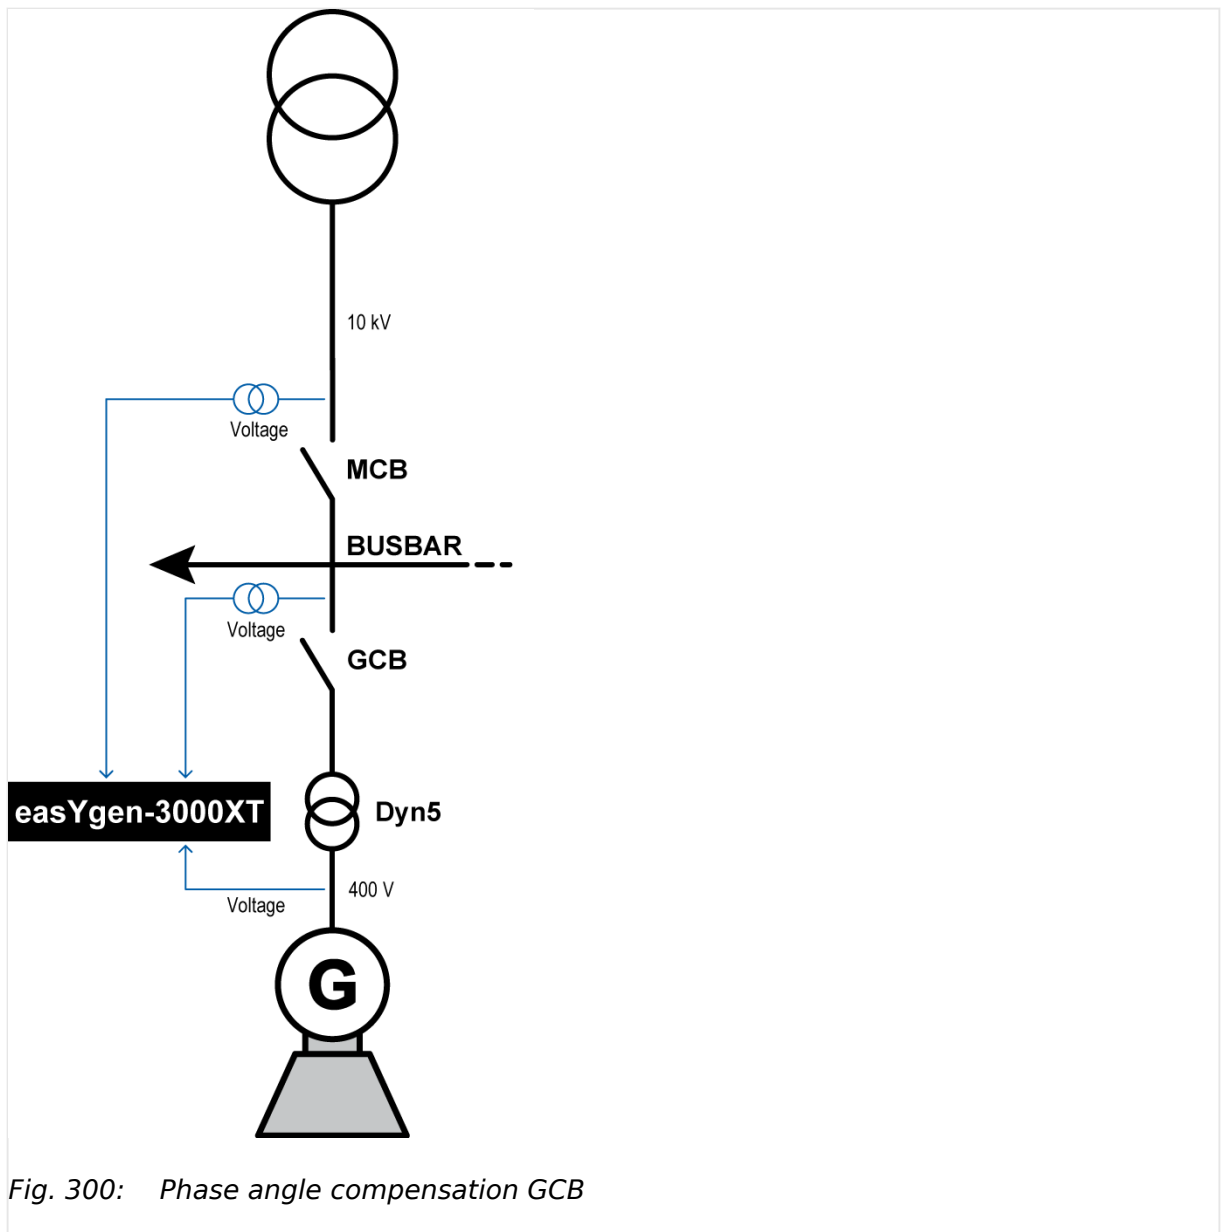 10 kV
Voltage
MCB
BUSBAR
Voltage
GCB
easYgen-3000XT
Dyn5
400 V
Voltage
G
Fig. 300: Phase angle compensation GCB